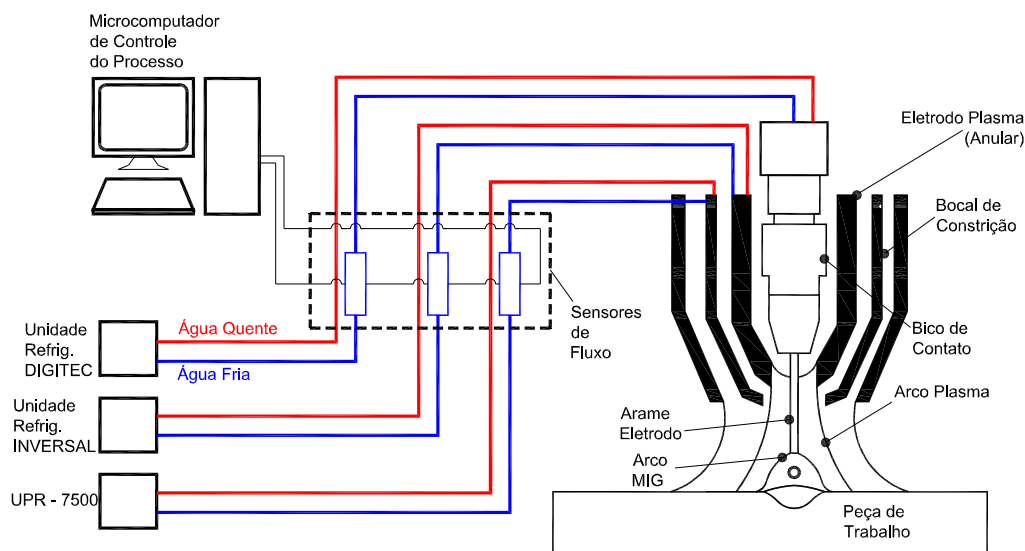 Microcomputador
de Controle
do Processo
Eletrodo Plasma
(Anular)
Bocal de
Constrição
Sensores
de
Fluxo
Unidade
Refrig.
DIGITEC
Água Quente
Água Fria
Bico de
Contato
Unidade
Refrig.
INVERSAL
Arco Plasma
Arame
Eletrodo
Arco
MIG
UPR - 7500
Peça de
Trabalho